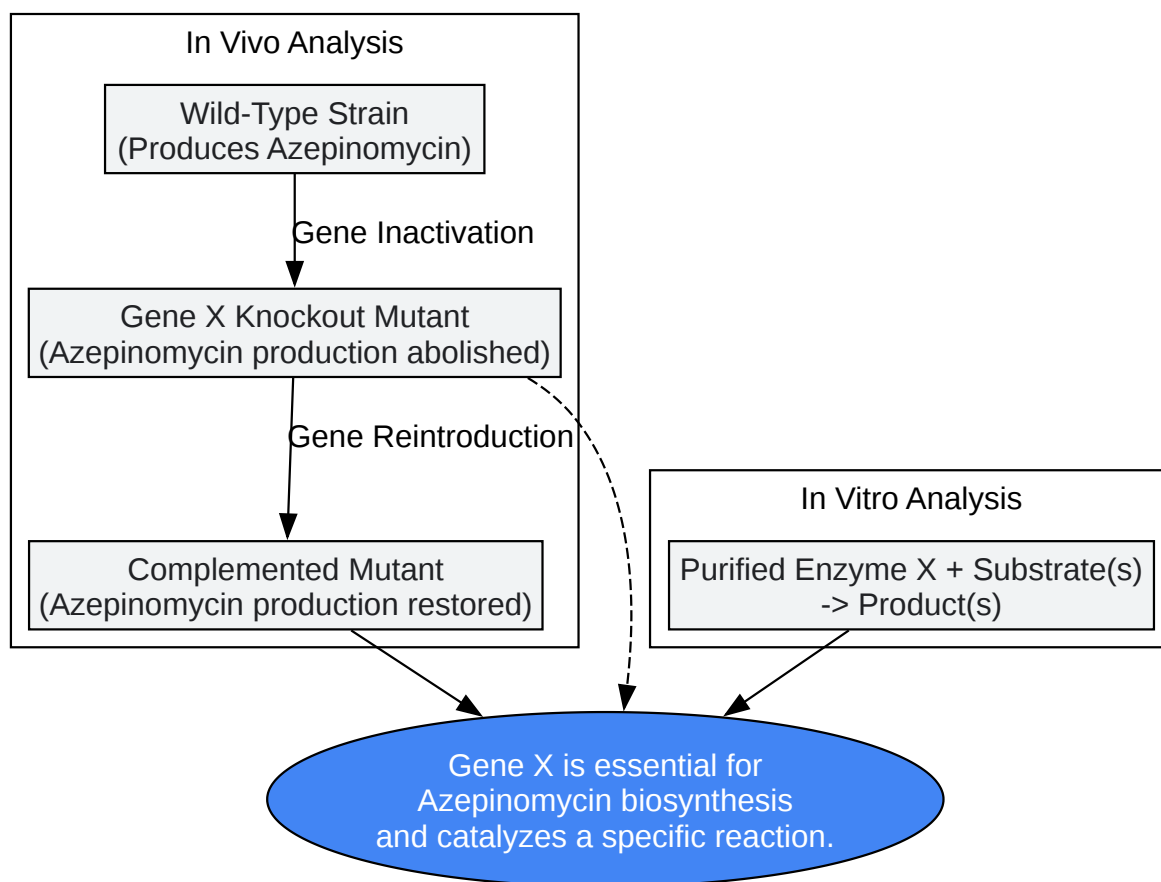 In Vivo Analysis
Wild-Type Strain
(Produces Azepinomycin)
Gene Inactivation
Gene X Knockout Mutant
(Azepinomycin production abolished)
Gene Reintroduction
Complemented Mutant
(Azepinomycin production restored)
In Vitro Analysis
Purified Enzyme X + Substrate(s)
-> Product(s)
Gene X is essential for
Azepinomycin biosynthesis
and catalyzes a specific reaction.